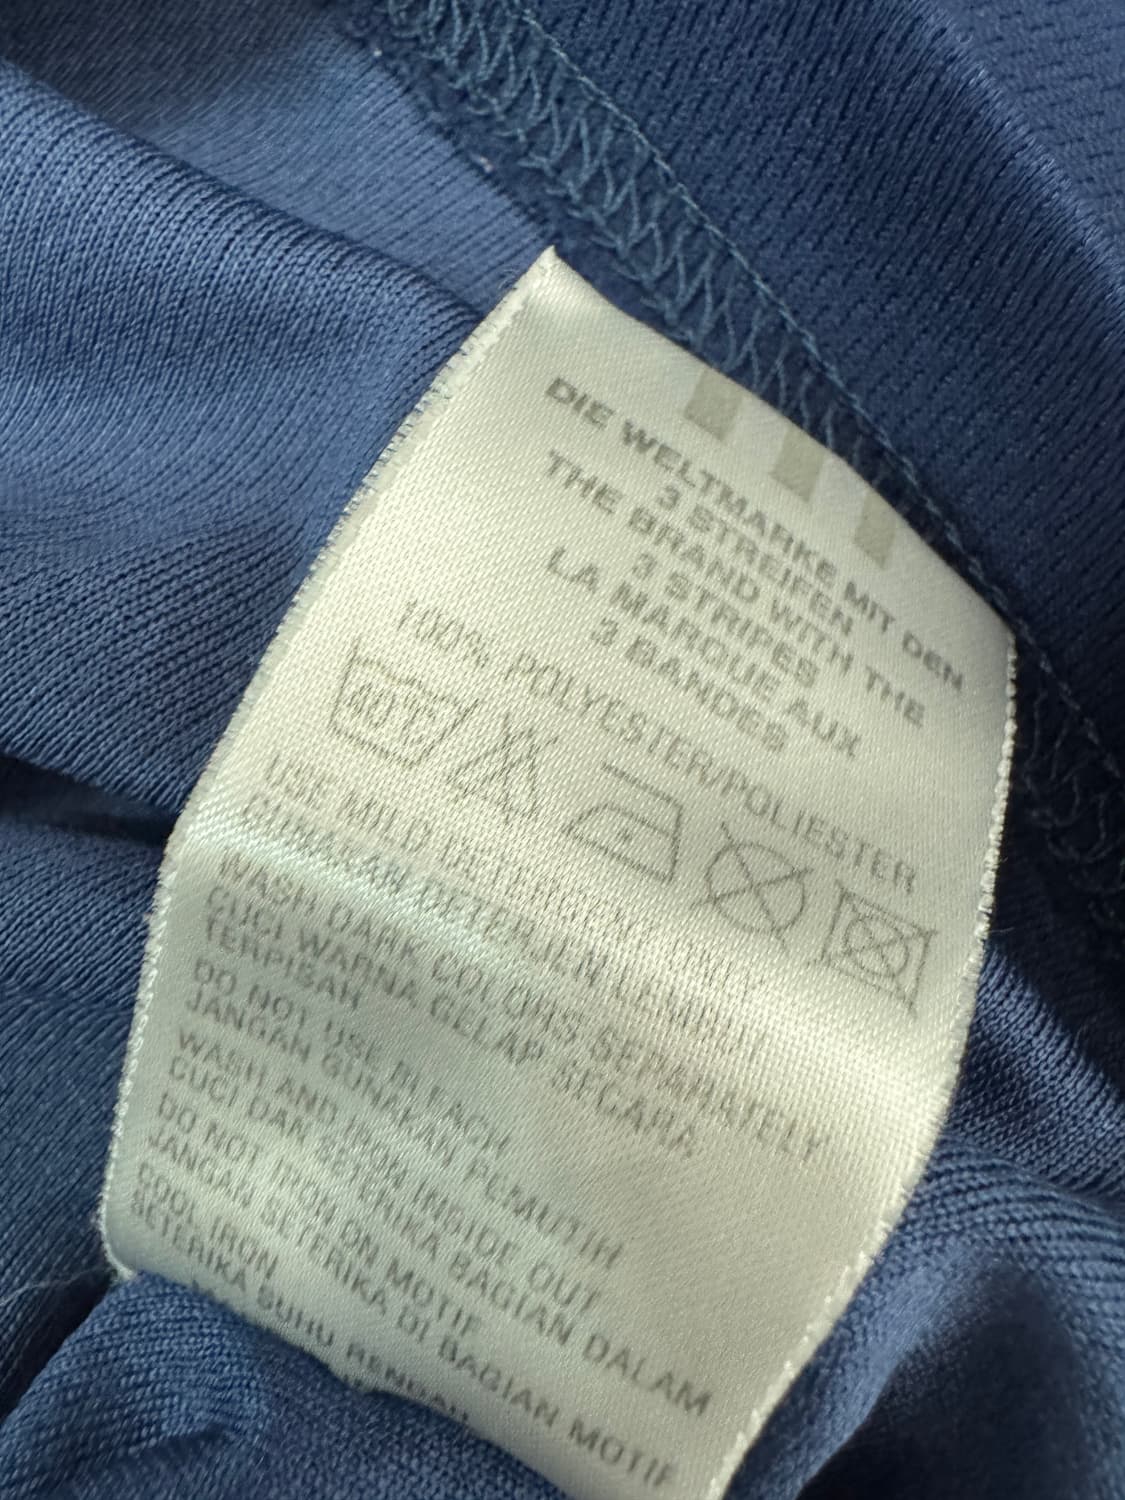 DIE WELTMARKE MIT DEN
3 STREIFEN
THE BRAND WITH THE
3 STRIPES
LA MARQUE AUX
3 BANDES
100% POLYESTER/POLIESTER
40°C
USE MILD DETERGENT ONLY
GUNAKAN DETERJEN LEMBUT
WASH DARK COLORS SEPARATELY
CUCI WARNA GELAP SECARA
TERPISAH
DO NOT USE BLEACH
JANGAN GUNAKAN PEMUTIH
WASH AND IRON INSIDE OUT
CUCI DAN SETERIKA BAGIAN DALAM
DO NOT IRON ON MOTIF
JANGAN SETERIKA DI BAGIAN MOTIF
COOL IRON
SETERIKA SUHU RENDAH